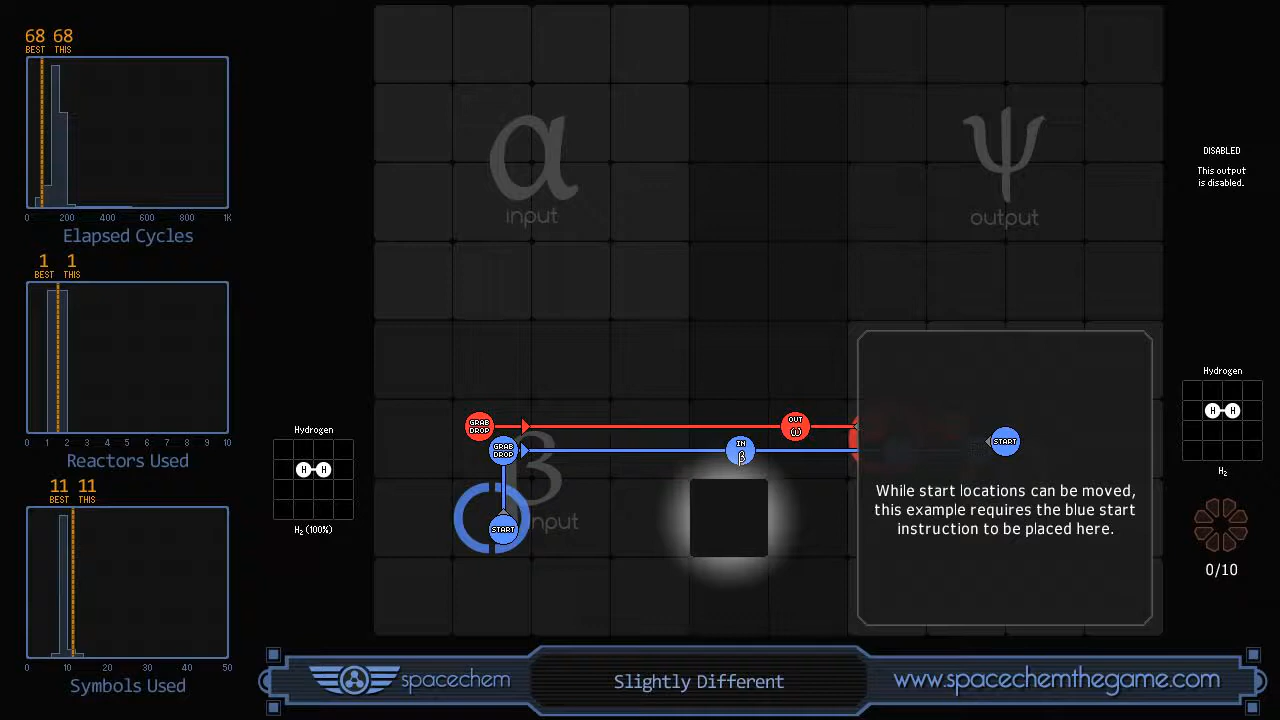 68 68
BEST THIS
0 200 400 600 800 1K
Elapsed Cycles
1 1
BEST THIS
0 1 2 3 4 5 6 7 8 9 10
Reactors Used
11 11
BEST THIS
0 10 20 30 40 50
Symbols Used
Hydrogen
H H
H₂ (100%)
α
input
ψ
output
β
input
GRAB
DROP
OUT
ψ
GRAB
DROP
IN
β
START
START
While start locations can be moved,
this example requires the blue start
instruction to be placed here.
DISABLED
This output
is disabled.
Hydrogen
H H
H₂
0/10
spacechem
Slightly Different
www.spacechemthegame.com